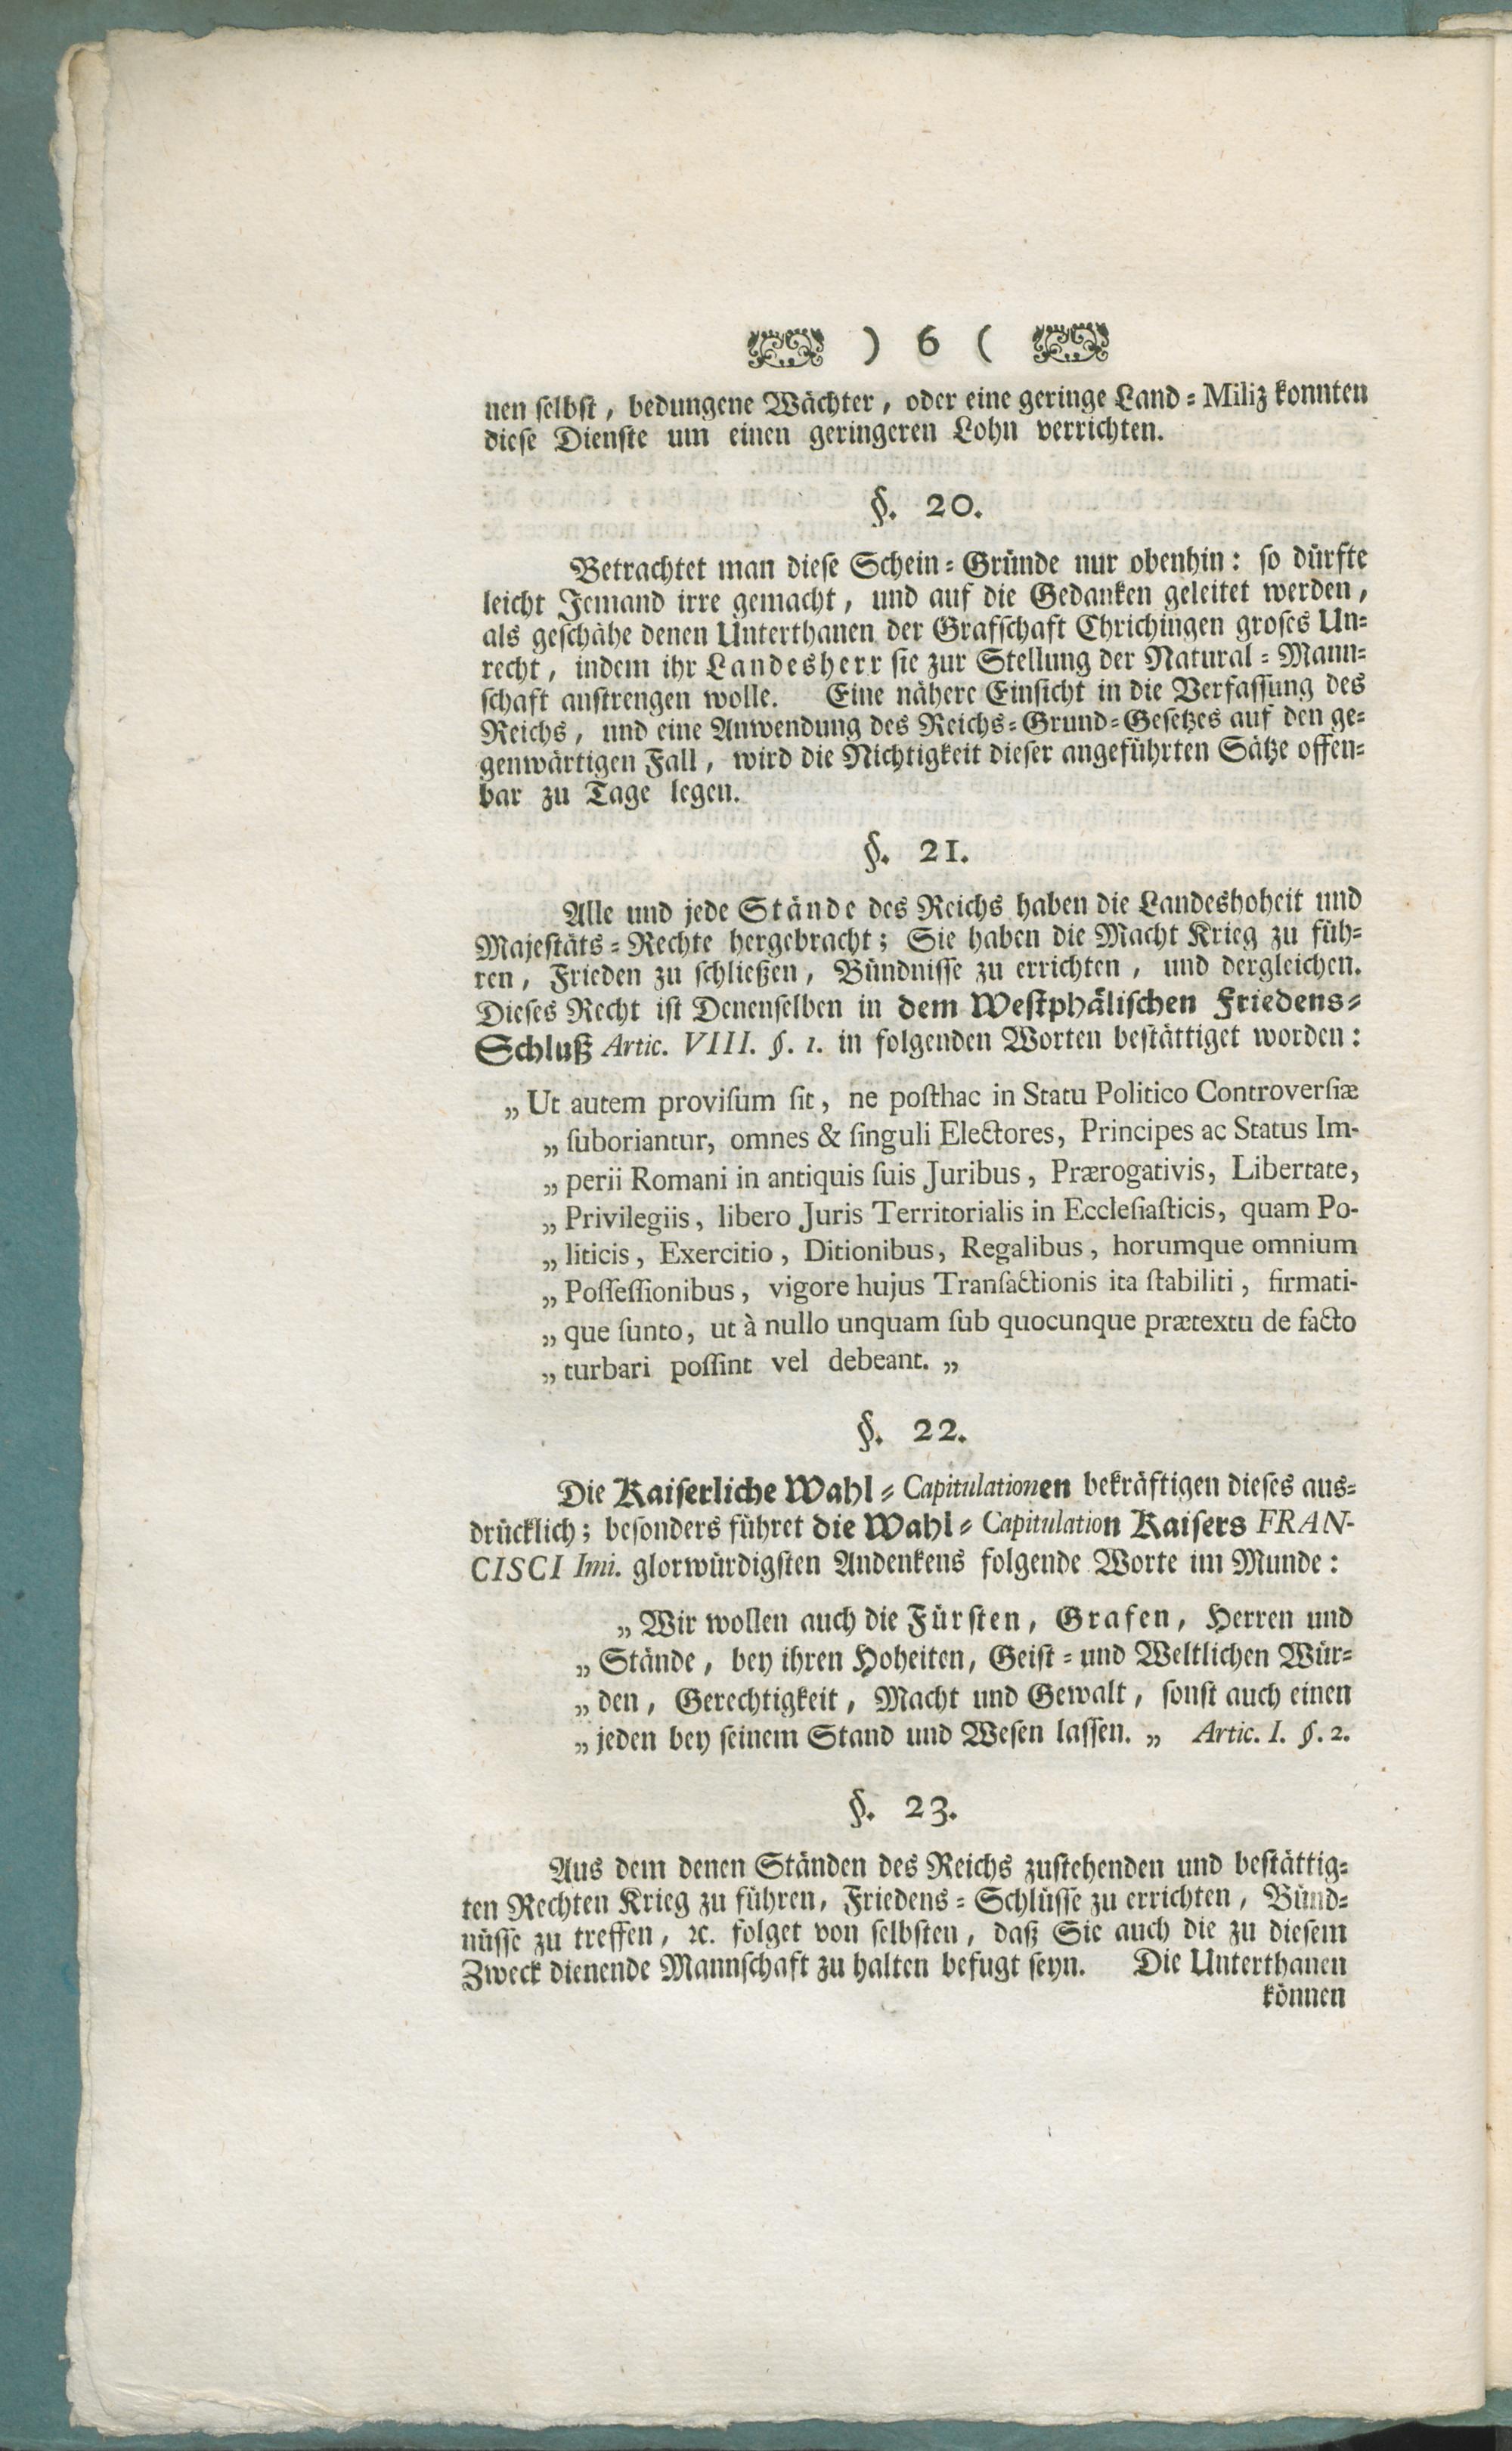 ) 6 (
nen selbst, bedungene Wächter, oder eine geringe Land=Miliz konnten
diese Dienste um einen geringeren Lohn verrichten.
§. 20.
Betrachtet man diese Schein=Gründe nur obenhin: so dürfte
leicht Jemand irre gemacht, und auf die Gedanken geleitet werden,
als geschähe denen Unterthanen der Grafschaft Chrichingen groses Un=
recht, indem ihr Landesherr sie zur Stellung der Natural=Mann=
schaft anstrengen wolle. Eine nähere Einsicht in die Verfassung des
Reichs, und eine Anwendung des Reichs=Grund=Gesetzes auf den ge=
genwärtigen Fall, wird die Nichtigkeit dieser angeführten Sätze offen=
bar zu Tage legen.
§. 21.
Alle und jede Stände des Reichs haben die Landeshoheit und
Majestäts=Rechte hergebracht; Sie haben die Macht Krieg zu füh=
ren, Frieden zu schließen, Bündnisse zu errichten, und dergleichen.
Dieses Recht ist Denenselben in dem Westphälischen Friedens=
Schluß Artic. VIII. §. 1. in folgenden Worten bestättiget worden:
„Ut autem proviſum ſit, ne poſthac in Statu Politico Controverſiæ
„ſuboriantur, omnes & ſinguli Electores, Principes ac Status Im-
„perii Romani in antiquis ſuis Juribus, Prærogativis, Libertate,
„Privilegiis, libero Juris Territorialis in Eccleſiaſticis, quam Po-
„liticis, Exercitio, Ditionibus, Regalibus, horumque omnium
„Poſſeſſionibus, vigore hujus Tranſactionis ita ſtabiliti, firmati-
„que ſunto, ut à nullo unquam ſub quocunque prætextu de facto
„turbari poſſint vel debeant.„
§. 22.
Die Kaiserliche Wahl=Capitulationen bekräftigen dieses aus=
drücklich; besonders führet die Wahl=Capitulation Kaisers FRAN-
CISCI Imi. glorwürdigsten Andenkens folgende Worte im Munde:
„Wir wollen auch die Fürsten, Grafen, Herren und
„Stände, bey ihren Hoheiten, Geist= und Weltlichen Wür=
„den, Gerechtigkeit, Macht und Gewalt, sonst auch einen
„jeden bey seinem Stand und Wesen lassen.„ Artic. I. §. 2.
§. 23.
Aus dem denen Ständen des Reichs zustehenden und bestättig=
ten Rechten Krieg zu führen, Friedens=Schlüsse zu errichten, Bünd=
nüsse zu treffen, ꝛc. folget von selbsten, daß Sie auch die zu diesem
Zweck dienende Mannschaft zu halten befugt seyn. Die Unterthanen
können